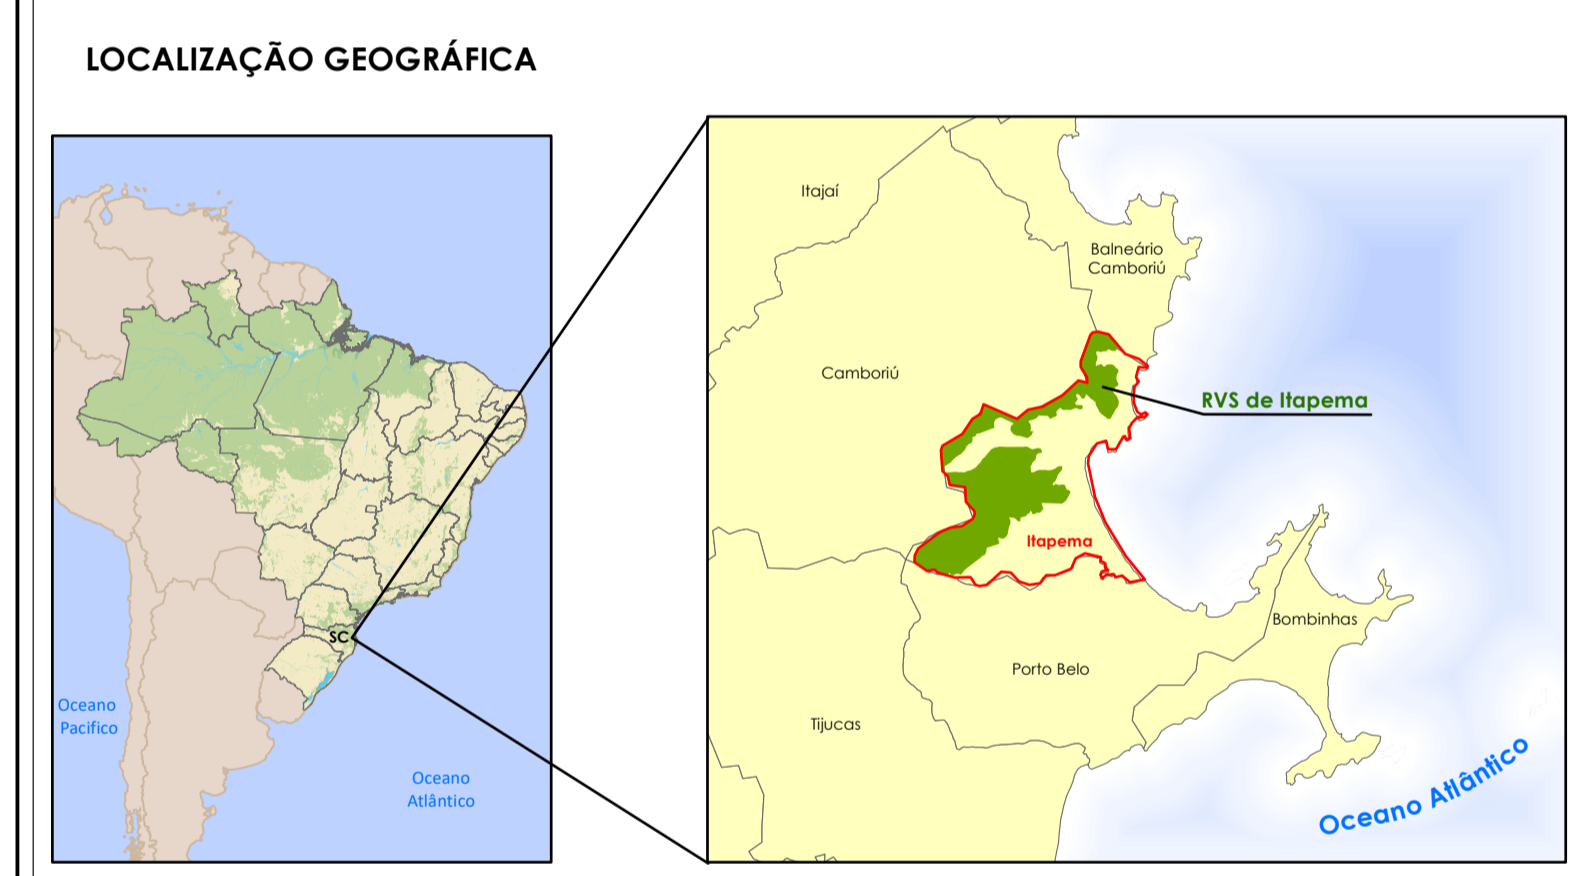 LOCALIZAÇÃO GEOGRÁFICA
SC
Oceano
Pacifico
Oceano
Atlântico
Itajaí
Balneário
Camboriú
Camboriú
RVS de Itapema
Itapema
Bombinhas
Porto Belo
Tijucas
Oceano Atlântico